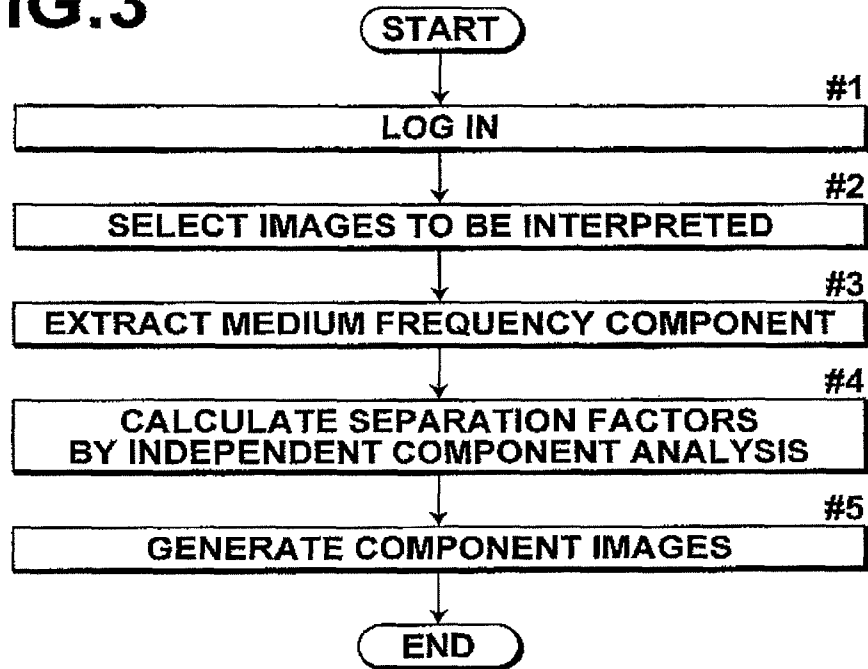 IG.3
START
#1
LOG IN
#2
SELECT IMAGES TO BE INTERPRETED
#3
EXTRACT MEDIUM FREQUENCY COMPONENT
#4
CALCULATE SEPARATION FACTORS
BY INDEPENDENT COMPONENT ANALYSIS
#5
GENERATE COMPONENT IMAGES
END